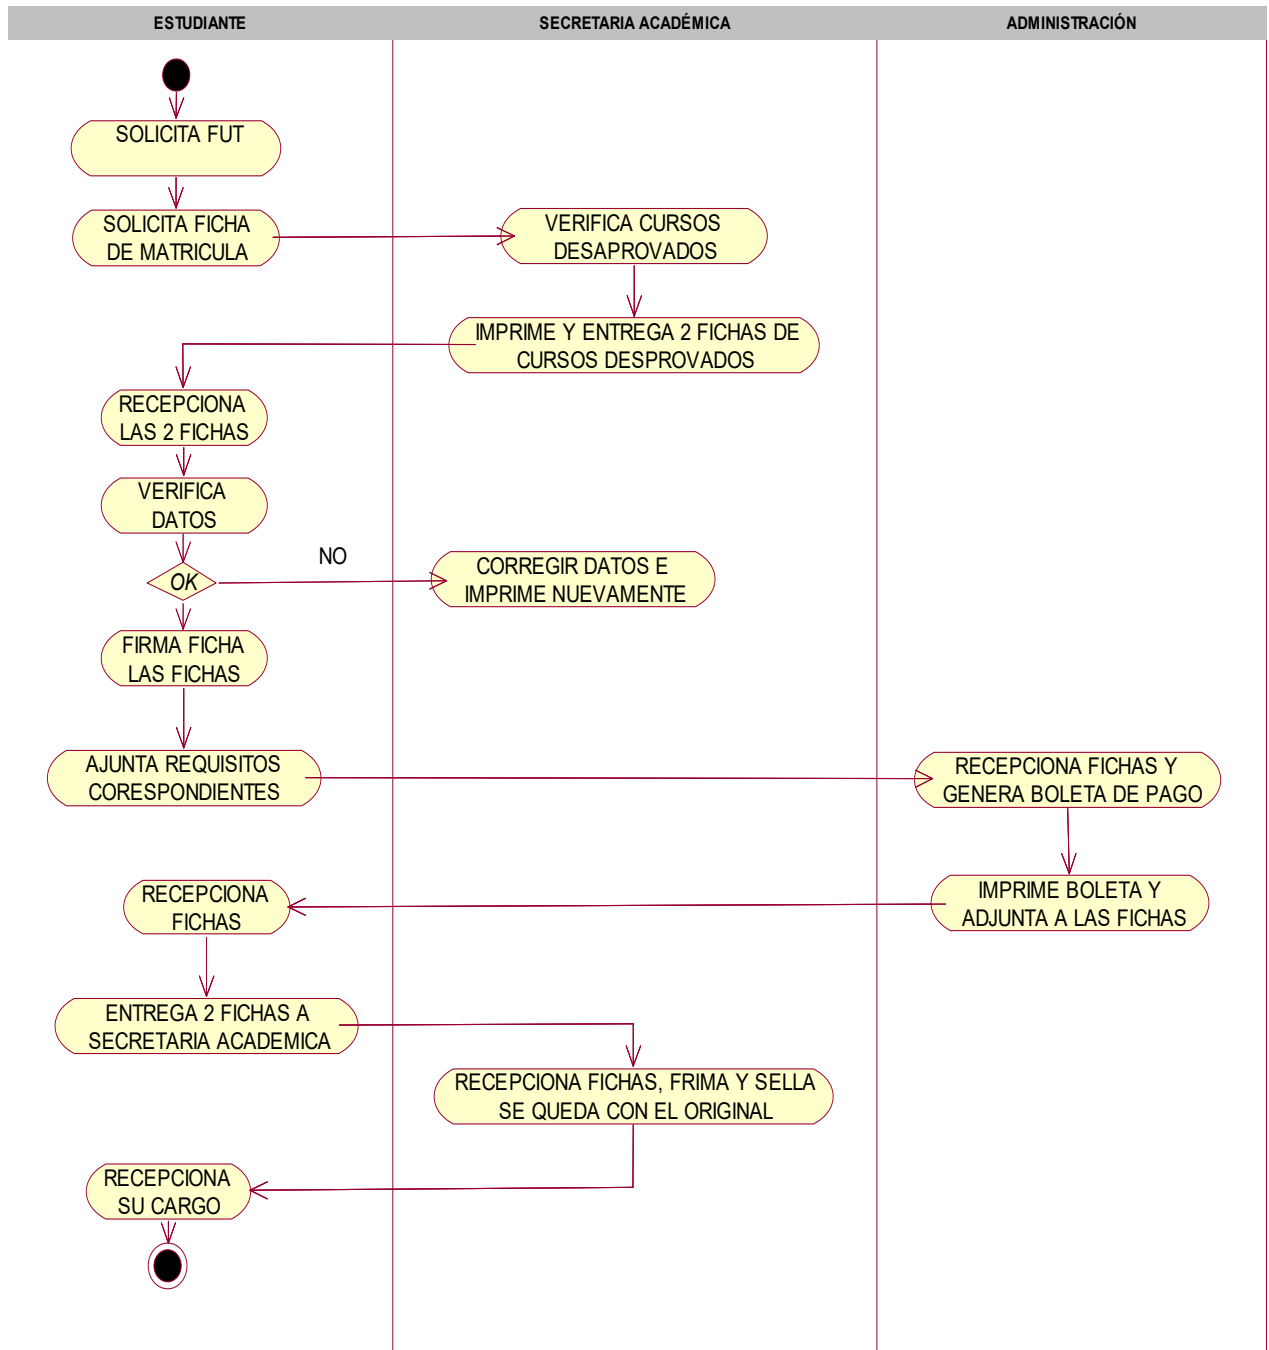 ESTUDIANTE
SECRETARIA ACADÉMICA
ADMINISTRACIÓN
SOLICITA FUT
SOLICITA FICHA
DE MATRICULA
VERIFICA CURSOS
DESAPROVADOS
IMPRIME Y ENTREGA 2 FICHAS DE
CURSOS DESPROVADOS
RECEPCIONA
LAS 2 FICHAS
VERIFICA
DATOS
OK
NO
CORREGIR DATOS E
IMPRIME NUEVAMENTE
FIRMA FICHA
LAS FICHAS
AJUNTA REQUISITOS
CORESPONDIENTES
RECEPCIONA FICHAS Y
GENERA BOLETA DE PAGO
IMPRIME BOLETA Y
ADJUNTA A LAS FICHAS
RECEPCIONA
FICHAS
ENTREGA 2 FICHAS A
SECRETARIA ACADEMICA
RECEPCIONA FICHAS, FRIMA Y SELLA
SE QUEDA CON EL ORIGINAL
RECEPCIONA
SU CARGO